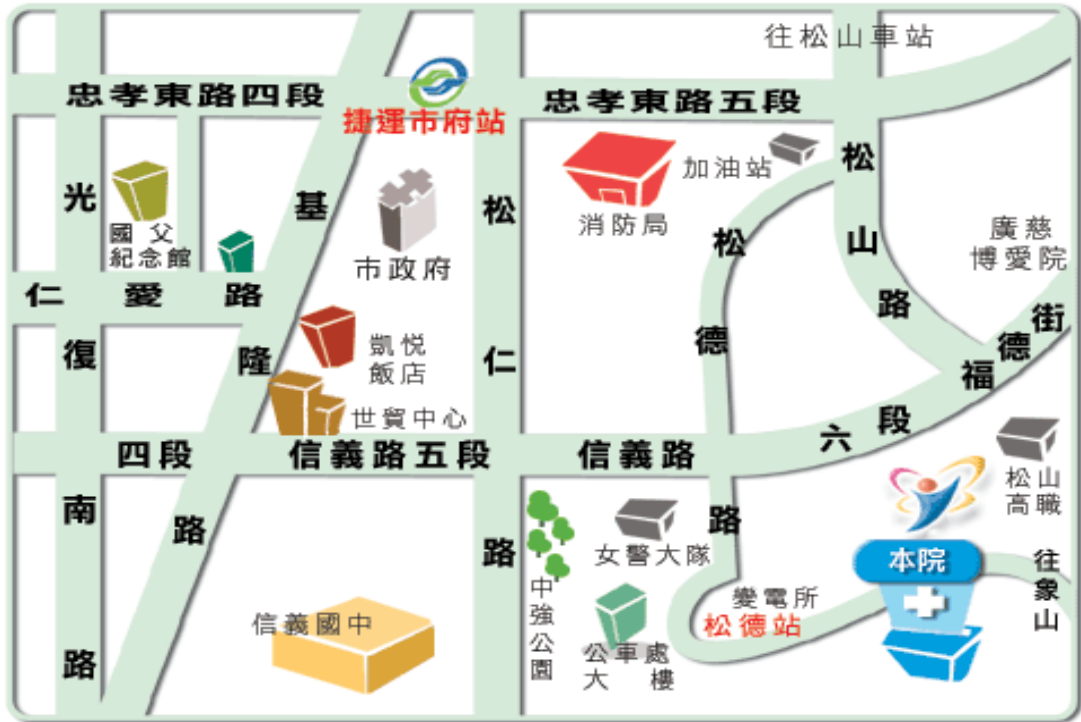 往松山車站
忠孝東路四段
捷運市府站
忠孝東路五段
加油站
消防局
松山路
光復南路
國父
紀念館
基隆路
市政府
松仁路
松德路
廣慈
博愛院
仁愛路
凱悅
飯店
世貿中心
福德街
四段
信義路五段
信義路
六段
松山
高職
女警大隊
本院
往象山
中強公園
變電所
松德站
信義國中
公車處
大樓